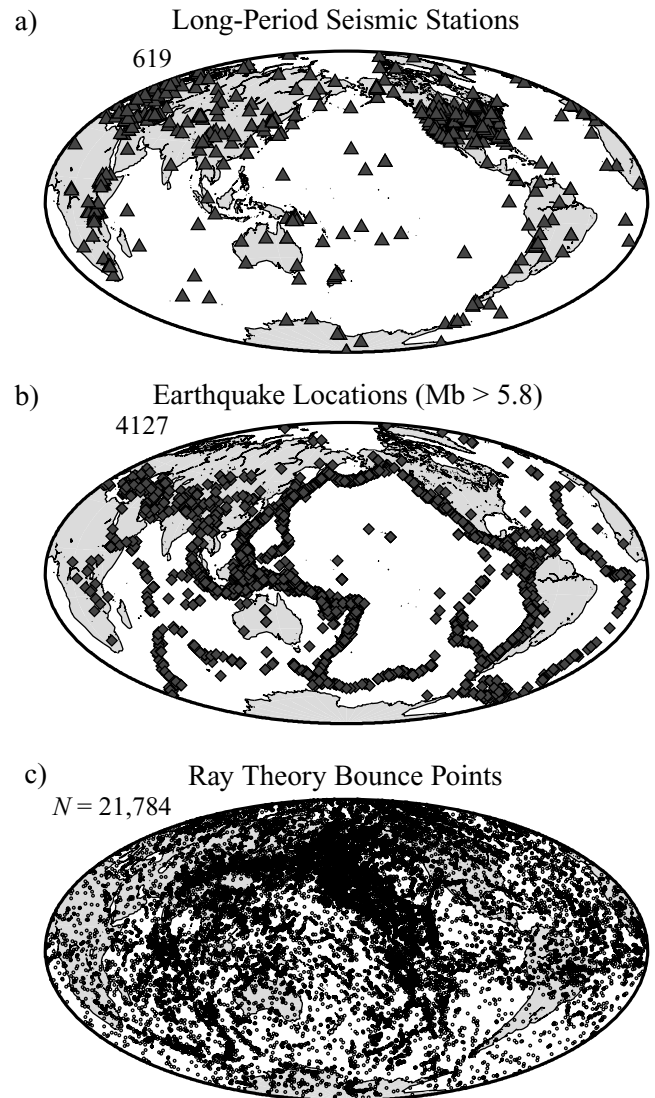 a) Long-Period Seismic Stations
619
b) Earthquake Locations (Mb > 5.8)
4127
c) Ray Theory Bounce Points
N = 21,784